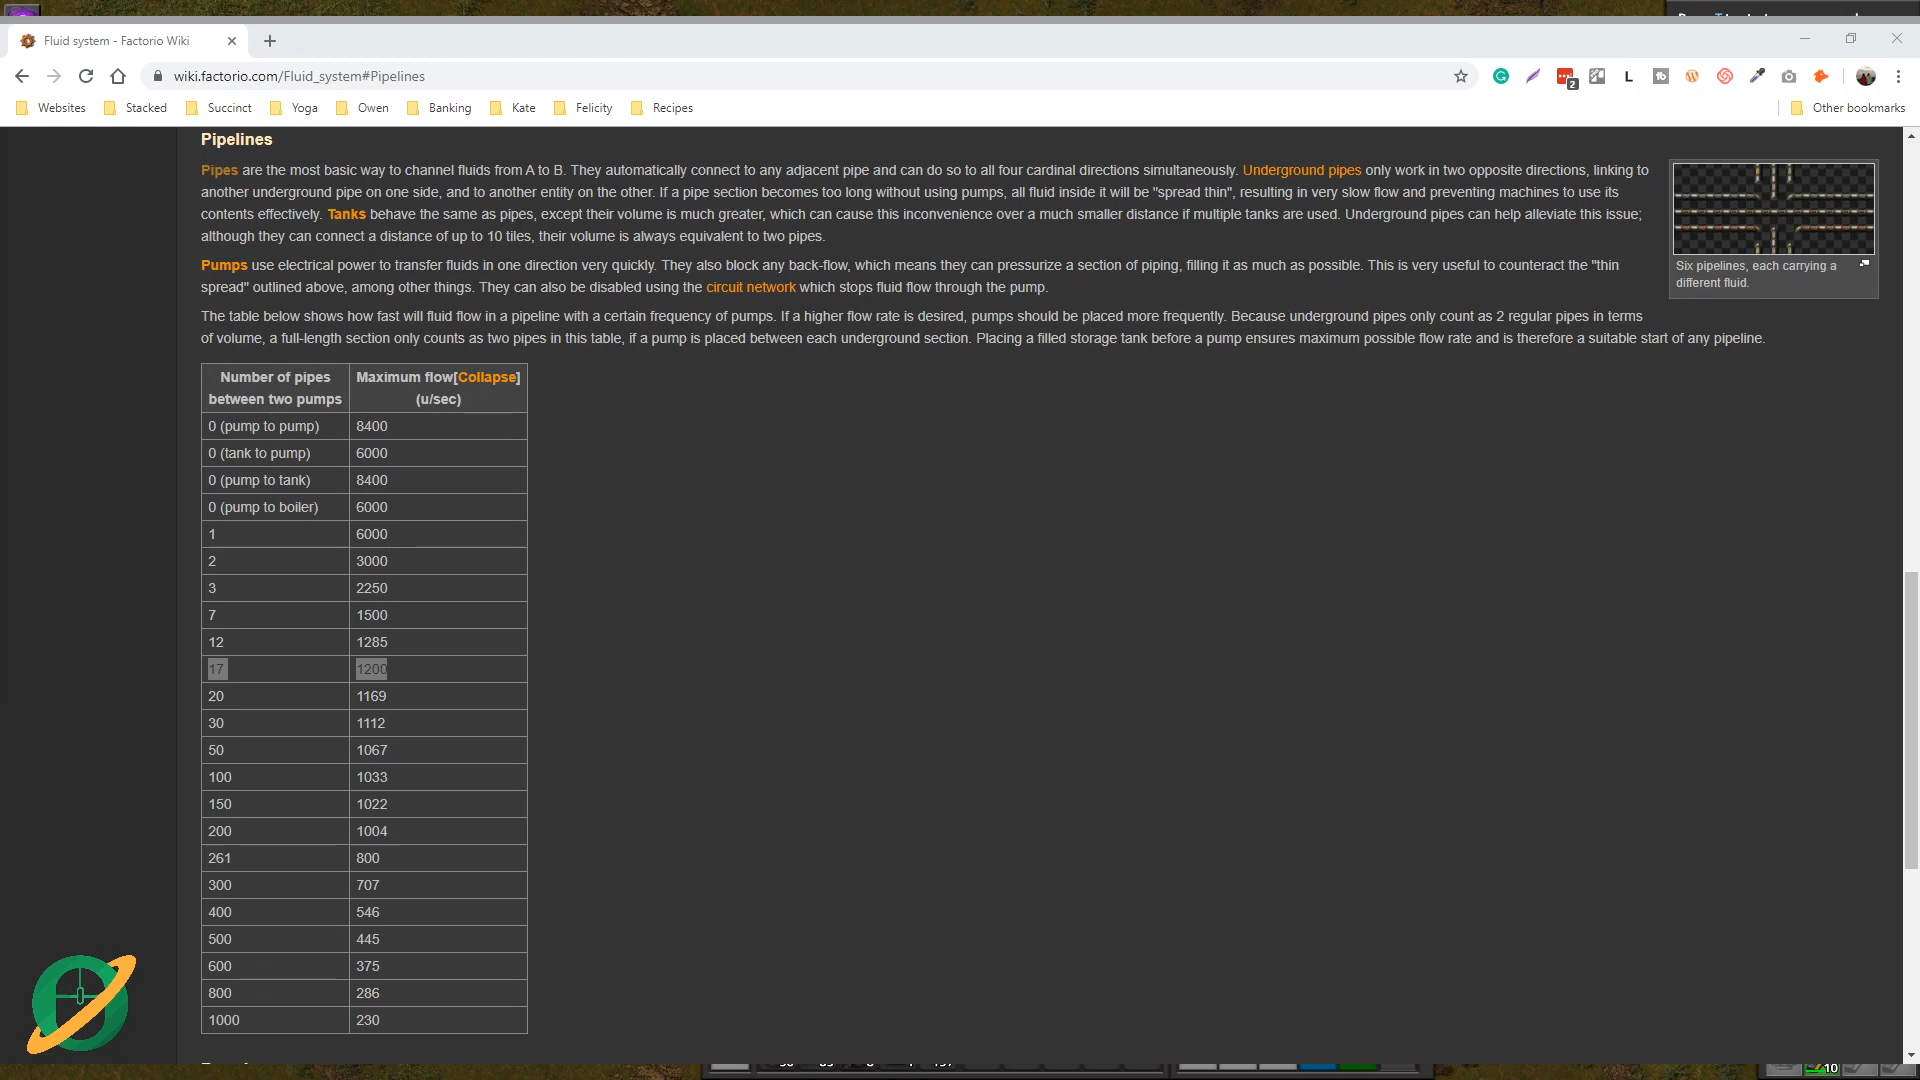 Fluid system - Factorio Wiki
wiki.factorio.com/Fluid_system#Pipelines
2
L
Websites
Stacked
Succinct
Yoga
Owen
Banking
Kate
Felicity
Recipes
Other bookmarks
Pipelines
Pipes are the most basic way to channel fluids from A to B. They automatically connect to any adjacent pipe and can do so to all four cardinal directions simultaneously. Underground pipes only work in two opposite directions, linking to
another underground pipe on one side, and to another entity on the other. If a pipe section becomes too long without using pumps, all fluid inside it will be "spread thin", resulting in very slow flow and preventing machines to use its
contents effectively. Tanks behave the same as pipes, except their volume is much greater, which can cause this inconvenience over a much smaller distance if multiple tanks are used. Underground pipes can help alleviate this issue;
although they can connect a distance of up to 10 tiles, their volume is always equivalent to two pipes.
Six pipelines, each carrying a
different fluid.
Pumps use electrical power to transfer fluids in one direction very quickly. They also block any back-flow, which means they can pressurize a section of piping, filling it as much as possible. This is very useful to counteract the "thin
spread" outlined above, among other things. They can also be disabled using the circuit network which stops fluid flow through the pump.
The table below shows how fast will fluid flow in a pipeline with a certain frequency of pumps. If a higher flow rate is desired, pumps should be placed more frequently. Because underground pipes only count as 2 regular pipes in terms
of volume, a full-length section only counts as two pipes in this table, if a pump is placed between each underground section. Placing a filled storage tank before a pump ensures maximum possible flow rate and is therefore a suitable start of any pipeline.
Number of pipes between two pumps | Maximum flow[Collapse] (u/sec)
0 (pump to pump) 8400
0 (tank to pump) 6000
0 (pump to tank) 8400
0 (pump to boiler) 6000
1 6000
2 3000
3 2250
7 1500
12 1285
17 1200
20 1169
30 1112
50 1067
100 1033
150 1022
200 1004
261 800
300 707
400 546
500 445
600 375
800 286
1000 230
10